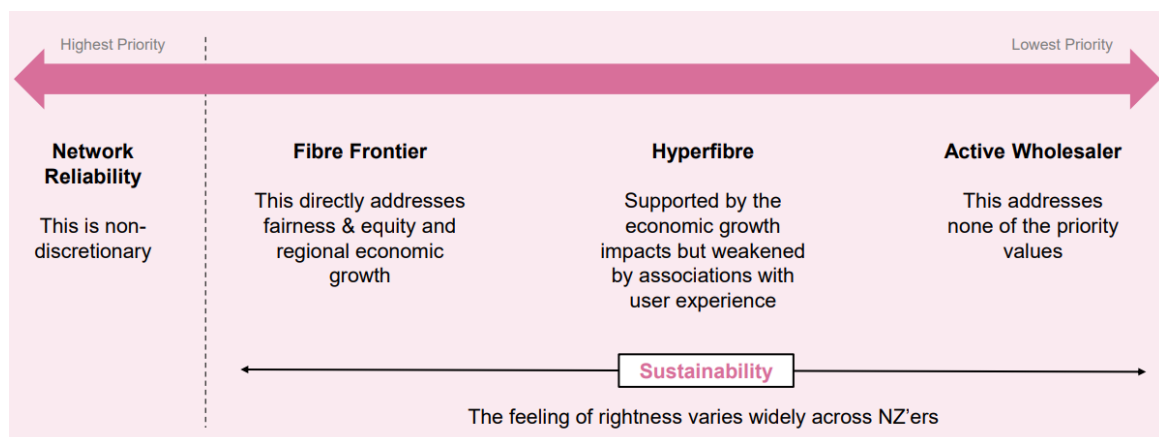 Highest Priority
Lowest Priority
Network
Reliability
This is non-
discretionary
Fibre Frontier
This directly addresses
fairness & equity and
regional economic
growth
Hyperfibre
Supported by the
economic growth
impacts but weakened
by associations with
user experience
Active Wholesaler
This addresses
none of the priority
values
Sustainability
The feeling of rightness varies widely across NZ'ers